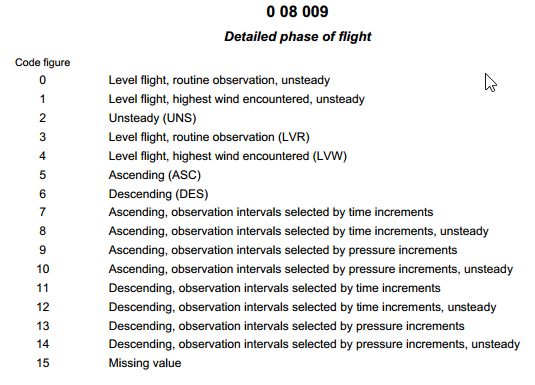 0 08 009
Detailed phase of flight
Code figure
0 Level flight, routine observation, unsteady
1 Level flight, highest wind encountered, unsteady
2 Unsteady (UNS)
3 Level flight, routine observation (LVR)
4 Level flight, highest wind encountered (LVW)
5 Ascending (ASC)
6 Descending (DES)
7 Ascending, observation intervals selected by time increments
8 Ascending, observation intervals selected by time increments, unsteady
9 Ascending, observation intervals selected by pressure increments
10 Ascending, observation intervals selected by pressure increments, unsteady
11 Descending, observation intervals selected by time increments
12 Descending, observation intervals selected by time increments, unsteady
13 Descending, observation intervals selected by pressure increments
14 Descending, observation intervals selected by pressure increments, unsteady
15 Missing value